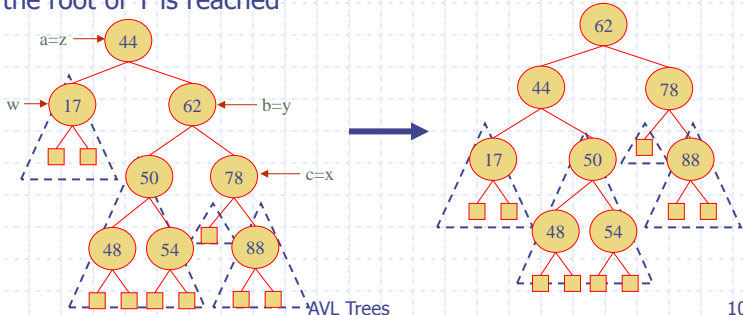 the root of T is reached
a=z 44
w 17 62 b=y
50 78 c=x
48 54 88
62
44 78
17 50 88
48 54
AVL Trees 10